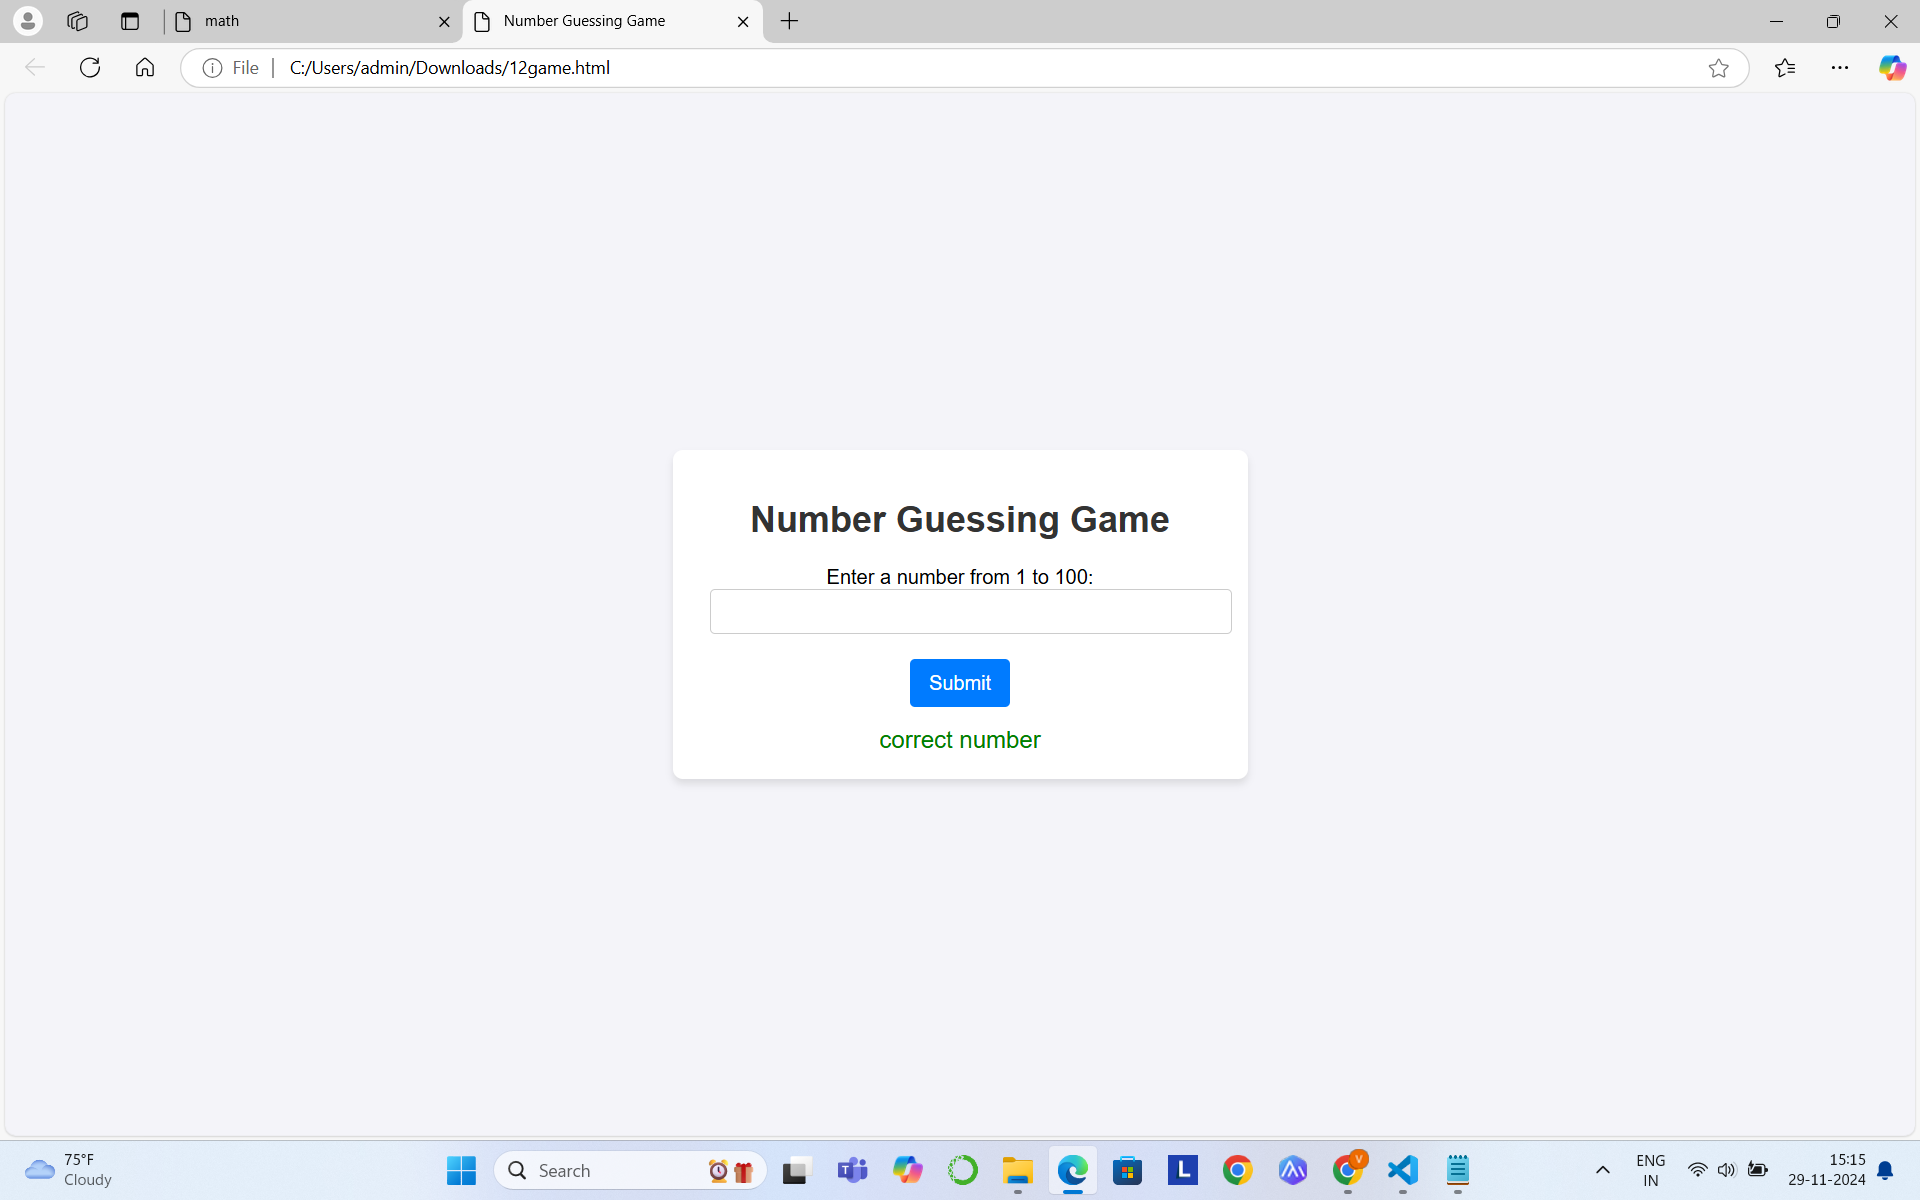 math
Number Guessing Game
File
C:/Users/admin/Downloads/12game.html
Number Guessing Game
Enter a number from 1 to 100:
Submit
correct number
75°F
Cloudy
Search
T
L
V
ENG
IN
15:15
29-11-2024